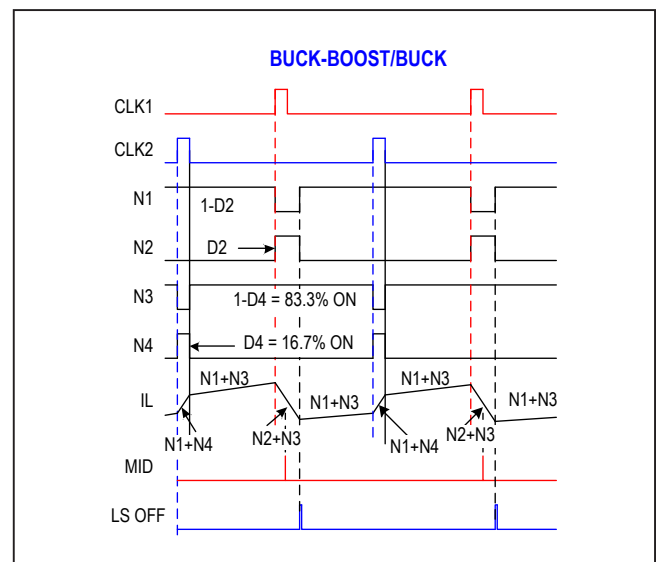 BUCK-BOOST/BUCK
CLK1
CLK2
N1
1-D2
N2
D2
N3
1-D4 = 83.3% ON
N4
D4 = 16.7% ON
IL
N1+N3
N1+N3
N1+N3
N1+N3
N1+N4
N2+N3
N1+N4
N2+N3
MID
LS OFF